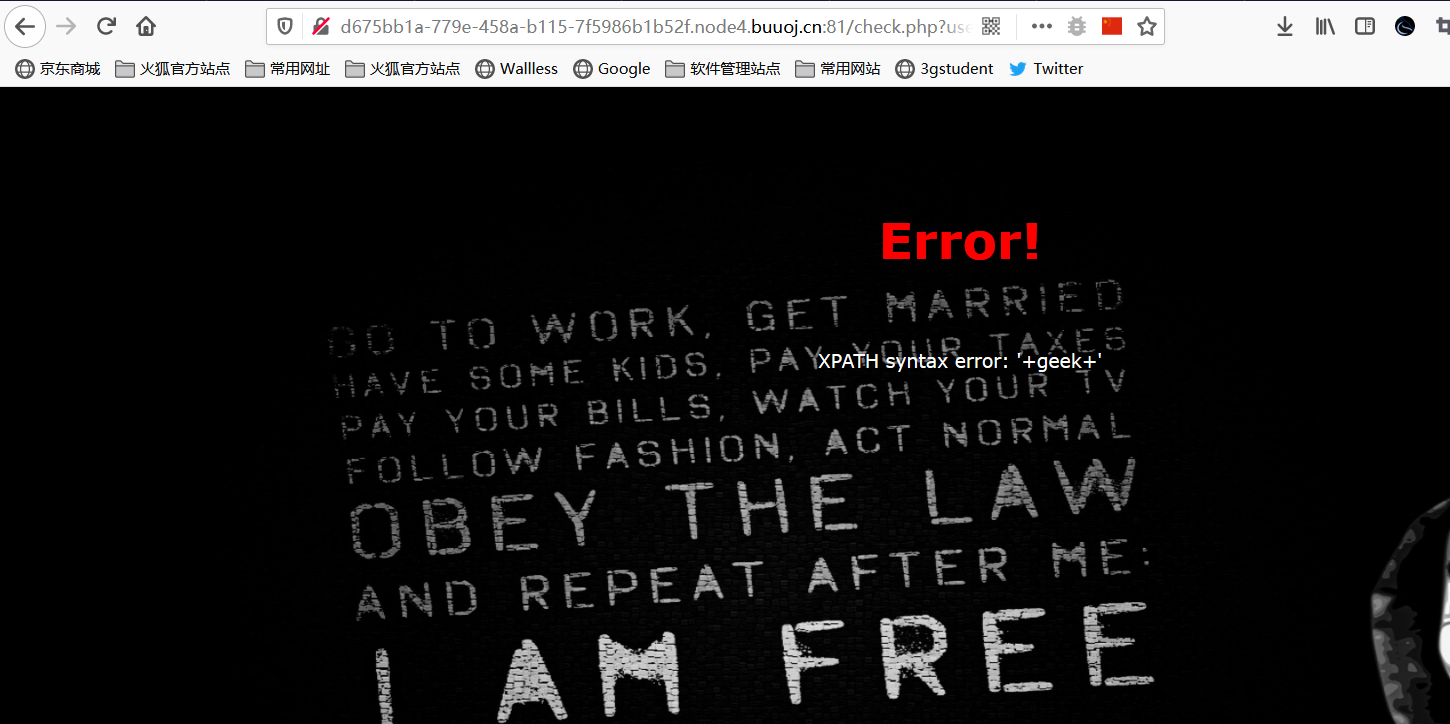 d675bb1a-779e-458a-b115-7f5986b1b52f.node4.buuoj.cn:81/check.php?use
京东商城 火狐官方站点 常用网址 火狐官方站点 Wallless Google 软件管理站点 常用网站 3gstudent Twitter
Error!
GO TO WORK, GET MARRIED
HAVE SOME KIDS, PAY YOUR TAXES
XPATH syntax error: '+geek+'
PAY YOUR BILLS, WATCH YOUR TV
FOLLOW FASHION, ACT NORMAL
OBEY THE LAW
AND REPEAT AFTER ME:
I AM FREE